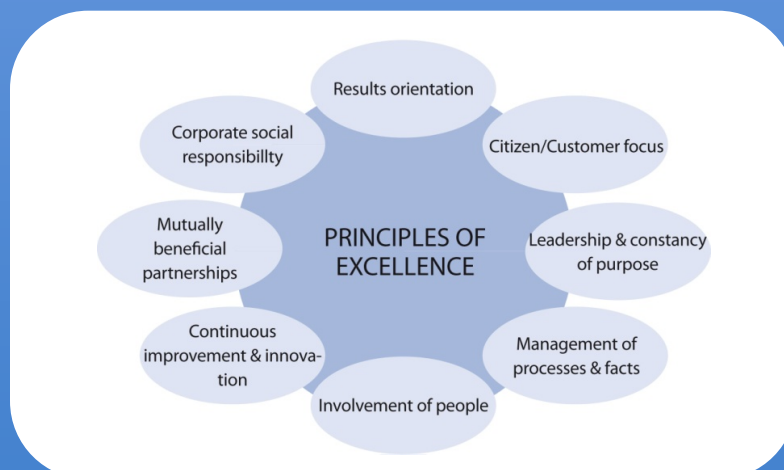 Results orientation
Citizen/Customer focus
Leadership & constancy
of purpose
Management of
processes & facts
Involvement of people
Continuous
improvement & innova-
tion
Mutually
beneficial
partnerships
Corporate social
responsibillty
PRINCIPLES OF
EXCELLENCE